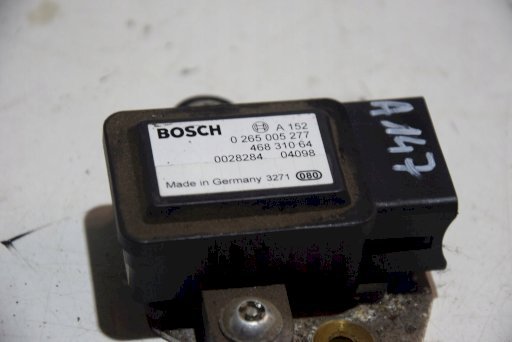 BOSCH A 152
0 265 005 277
468 310 64
0028284 04098
Made in Germany 3271 080
A 147